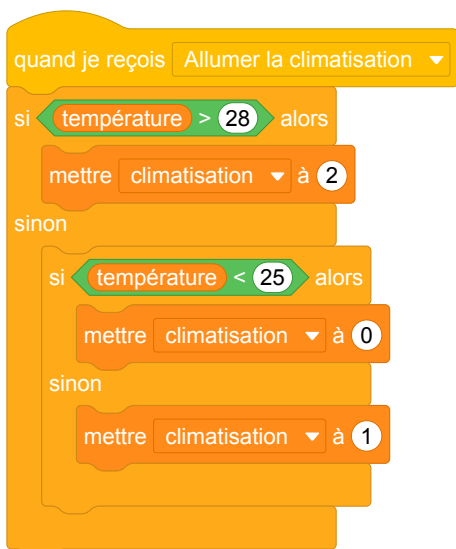 quand je reçois Allumer la climatisation
si température > 28 alors
mettre climatisation à 2
sinon
si température < 25 alors
mettre climatisation à 0
sinon
mettre climatisation à 1